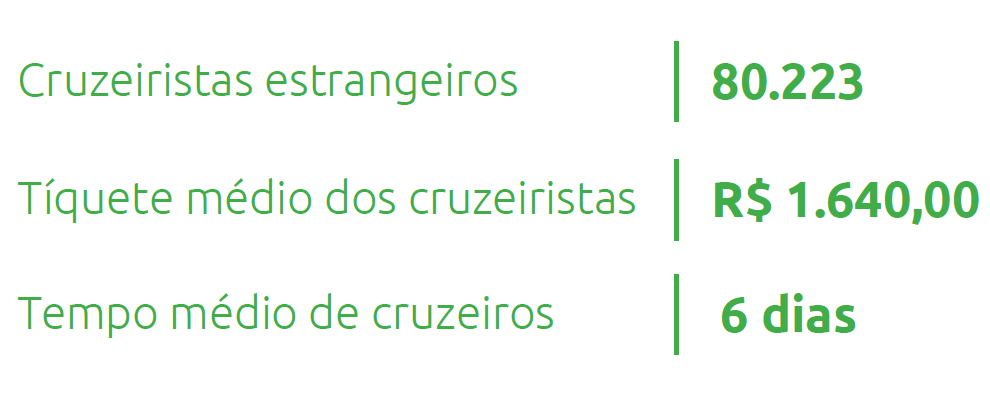 Cruzeiristas estrangeiros 80.223
Tíquete médio dos cruzeiristas R$ 1.640,00
Tempo médio de cruzeiros 6 dias